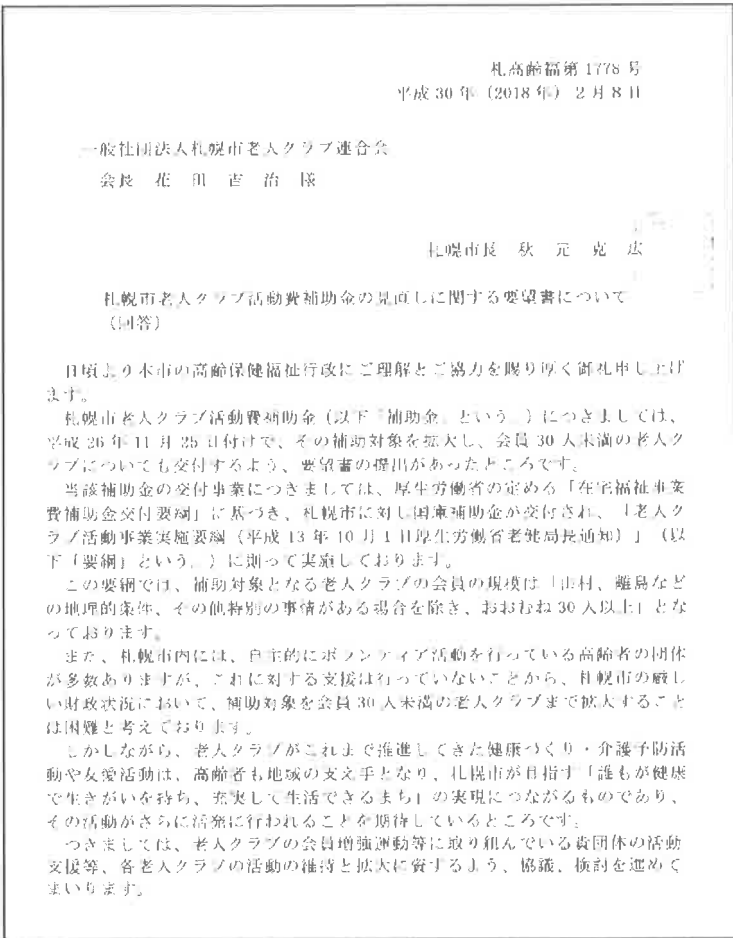 札高齢福第1778号
平成30年（2018年）2月8日
一般社団法人札幌市老人クラブ連合会
会長 花田吉治 様
札幌市長 秋元克広
札幌市老人クラブ活動費補助金の見直しに関する要望書について
（回答）
日頃より本市の高齢保健福祉行政にご理解とご協力を賜り厚く御礼申し上げ
ます。
札幌市老人クラブ活動費補助金（以下「補助金」という。）につきましては、
平成26年11月25日付けで、その補助対象を拡大し、会員30人未満の老人ク
ラブについても交付するよう、要望書の提出があったところです。
当該補助金の交付事業につきましては、厚生労働省の定める「在宅福祉事業
費補助金交付要綱」に基づき、札幌市に対し国庫補助金が交付され、「老人ク
ラブ活動事業実施要綱（平成13年10月1日厚生労働省老健局長通知）」（以
下「要綱」という。）に則って実施しております。
この要綱では、補助対象となる老人クラブの会員の規模は「山村、離島など
の地理的条件、その他特別の事情がある場合を除き、おおむね30人以上」とな
っております。
また、札幌市内には、自主的にボランティア活動を行っている高齢者の団体
が多数ありますが、これに対する支援は行っていないことから、札幌市の厳し
い財政状況において、補助対象を会員30人未満の老人クラブまで拡大すること
は困難と考えております。
しかしながら、老人クラブがこれまで推進してきた健康づくり・介護予防活
動や友愛活動は、高齢者も地域の支え手となり、札幌市が目指す「誰もが健康
で生きがいを持ち、充実して生活できるまち」の実現につながるものであり、
その活動がさらに活発に行われることを期待しているところです。
つきましては、老人クラブの会員増強運動等に取り組んでいる貴団体の活動
支援等、各老人クラブの活動の維持と拡大に資するよう、協議、検討を進めて
まいります。